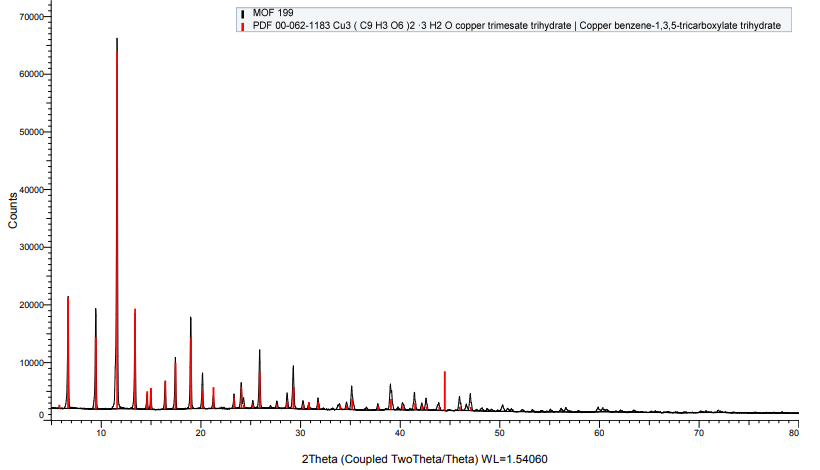 MOF 199
PDF 00-062-1183 Cu3 ( C9 H3 O6 )2 ·3 H2 O copper trimesate trihydrate | Copper benzene-1,3,5-tricarboxylate trihydrate
70000
60000
50000
40000
30000
20000
10000
0
Counts
10 20 30 40 50 60 70 80
2Theta (Coupled TwoTheta/Theta) WL=1.54060